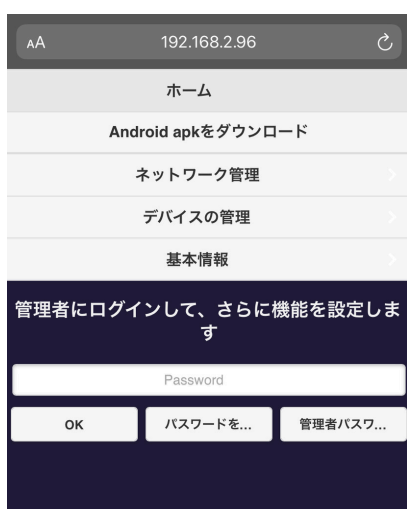 AA
192.168.2.96
ホーム
Android apkをダウンロード
ネットワーク管理
デバイスの管理
基本情報
管理者にログインして、さらに機能を設定しま
す
Password
OK
パスワードを...
管理者パスワ...